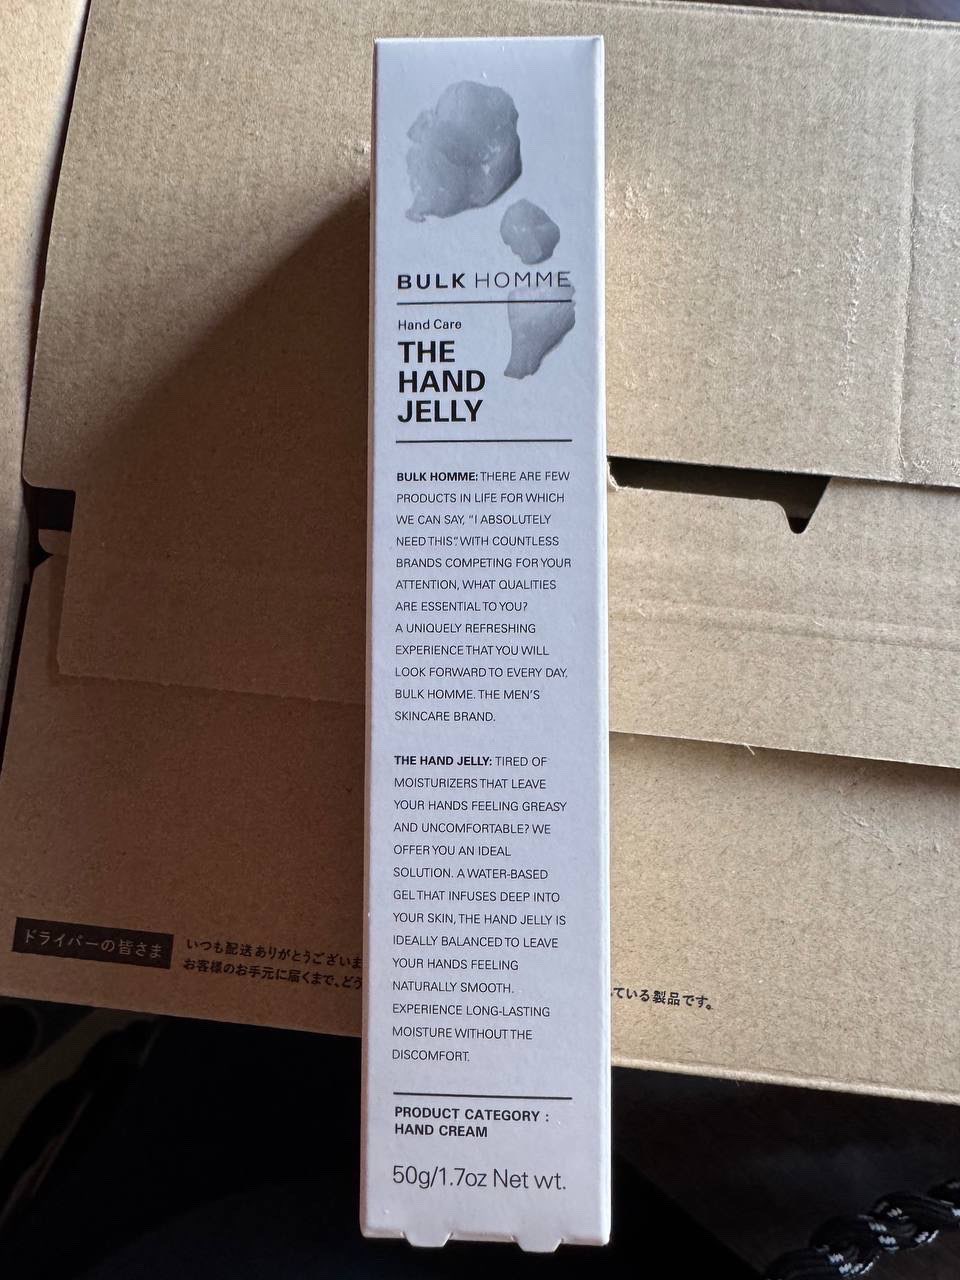 BULK HOMME
Hand Care
THE
HAND
JELLY
BULK HOMME: THERE ARE FEW
PRODUCTS IN LIFE FOR WHICH
WE CAN SAY, "I ABSOLUTELY
NEED THIS". WITH COUNTLESS
BRANDS COMPETING FOR YOUR
ATTENTION, WHAT QUALITIES
ARE ESSENTIAL TO YOU?
A UNIQUELY REFRESHING
EXPERIENCE THAT YOU WILL
LOOK FORWARD TO EVERY DAY.
BULK HOMME. THE MEN'S
SKINCARE BRAND.
THE HAND JELLY: TIRED OF
MOISTURIZERS THAT LEAVE
YOUR HANDS FEELING GREASY
AND UNCOMFORTABLE? WE
OFFER YOU AN IDEAL
SOLUTION. A WATER-BASED
GEL THAT INFUSES DEEP INTO
YOUR SKIN, THE HAND JELLY IS
IDEALLY BALANCED TO LEAVE
YOUR HANDS FEELING
NATURALLY SMOOTH.
EXPERIENCE LONG-LASTING
MOISTURE WITHOUT THE
DISCOMFORT.
PRODUCT CATEGORY :
HAND CREAM
50g/1.7oz Net wt.
ドライバーの皆さま
いつも配送ありがとうございま
お客様のお手元に届くまで、どう
ている製品です。